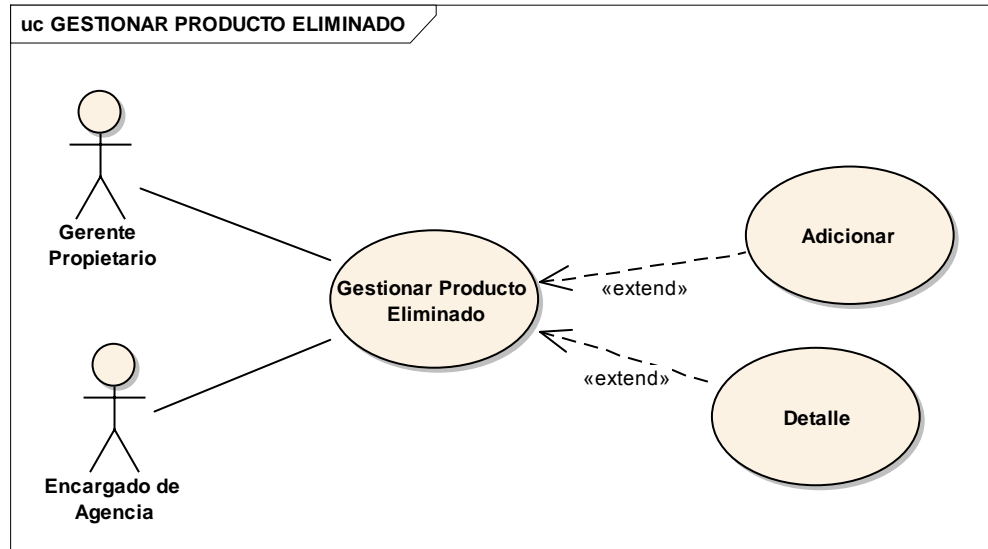 uc GESTIONAR PRODUCTO ELIMINADO
Gerente
Propietario
Gestionar Producto
Eliminado
Adicionar
«extend»
«extend»
Detalle
Encargado de
Agencia